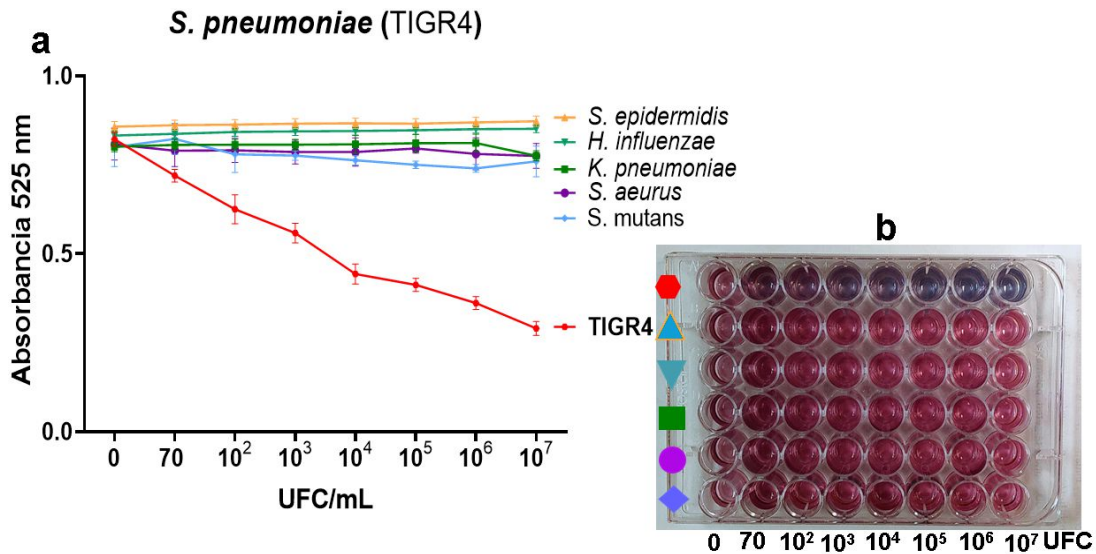 S. pneumoniae (TIGR4)
a
Absorbancia 525 nm
1.0
0.5
0.0
0 70 10² 10³ 10⁴ 10⁵ 10⁶ 10⁷
UFC/mL
S. epidermidis
H. influenzae
K. pneumoniae
S. aeurus
S. mutans
TIGR4
b
0 70 10² 10³ 10⁴ 10⁵ 10⁶ 10⁷ UFC